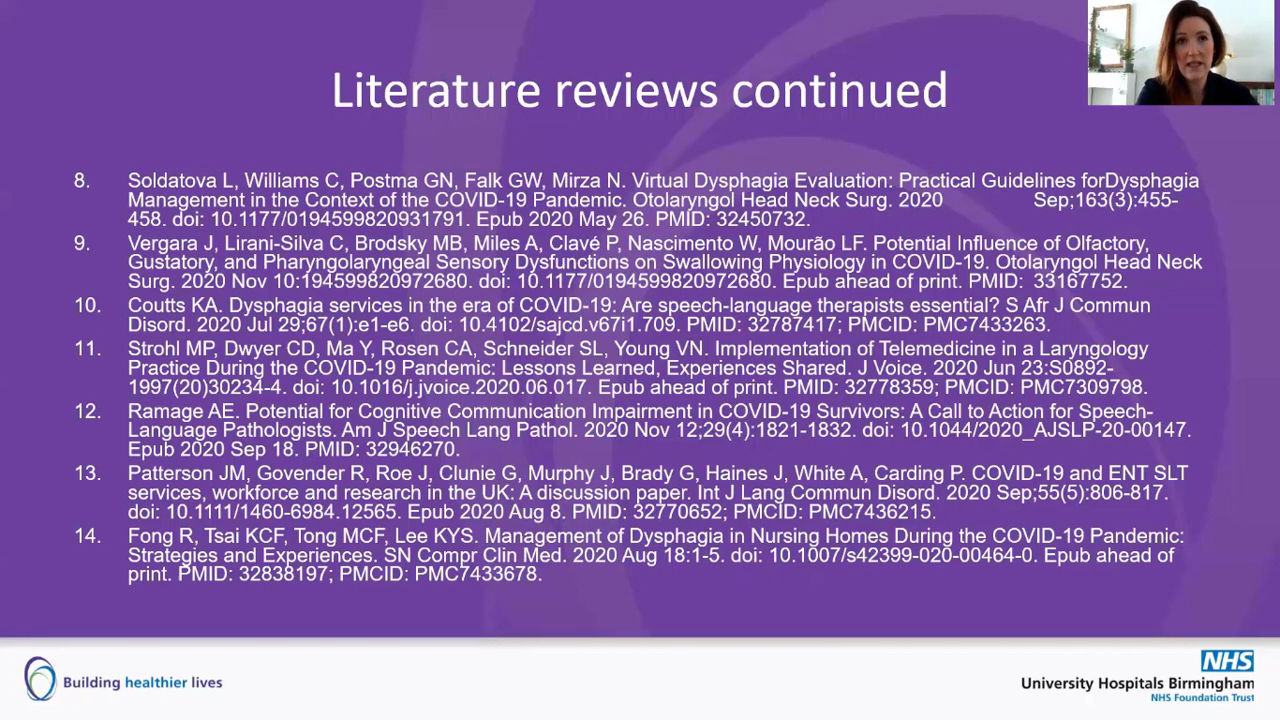 Literature reviews continued
8. Soldatova L, Williams C, Postma GN, Falk GW, Mirza N. Virtual Dysphagia Evaluation: Practical Guidelines forDysphagia
Management in the Context of the COVID-19 Pandemic. Otolaryngol Head Neck Surg. 2020 Sep;163(3):455-
458. doi: 10.1177/0194599820931791. Epub 2020 May 26. PMID: 32450732.
9. Vergara J, Lirani-Silva C, Brodsky MB, Miles A, Clavé P, Nascimento W, Mourão LF. Potential Influence of Olfactory,
Gustatory, and Pharyngolaryngeal Sensory Dysfunctions on Swallowing Physiology in COVID-19. Otolaryngol Head Neck
Surg. 2020 Nov 10:194599820972680. doi: 10.1177/0194599820972680. Epub ahead of print. PMID: 33167752.
10. Coutts KA. Dysphagia services in the era of COVID-19: Are speech-language therapists essential? S Afr J Commun
Disord. 2020 Jul 29;67(1):e1-e6. doi: 10.4102/sajcd.v67i1.709. PMID: 32787417; PMCID: PMC7433263.
11. Strohl MP, Dwyer CD, Ma Y, Rosen CA, Schneider SL, Young VN. Implementation of Telemedicine in a Laryngology
Practice During the COVID-19 Pandemic: Lessons Learned, Experiences Shared. J Voice. 2020 Jun 23:S0892-
1997(20)30234-4. doi: 10.1016/j.jvoice.2020.06.017. Epub ahead of print. PMID: 32778359; PMCID: PMC7309798.
12. Ramage AE. Potential for Cognitive Communication Impairment in COVID-19 Survivors: A Call to Action for Speech-
Language Pathologists. Am J Speech Lang Pathol. 2020 Nov 12;29(4):1821-1832. doi: 10.1044/2020_AJSLP-20-00147.
Epub 2020 Sep 18. PMID: 32946270.
13. Patterson JM, Govender R, Roe J, Clunie G, Murphy J, Brady G, Haines J, White A, Carding P. COVID-19 and ENT SLT
services, workforce and research in the UK: A discussion paper. Int J Lang Commun Disord. 2020 Sep;55(5):806-817.
doi: 10.1111/1460-6984.12565. Epub 2020 Aug 8. PMID: 32770652; PMCID: PMC7436215.
14. Fong R, Tsai KCF, Tong MCF, Lee KYS. Management of Dysphagia in Nursing Homes During the COVID-19 Pandemic:
Strategies and Experiences. SN Compr Clin Med. 2020 Aug 18:1-5. doi: 10.1007/s42399-020-00464-0. Epub ahead of
print. PMID: 32838197; PMCID: PMC7433678.
Building healthier lives
NHS
University Hospitals Birmingham
NHS Foundation Trust